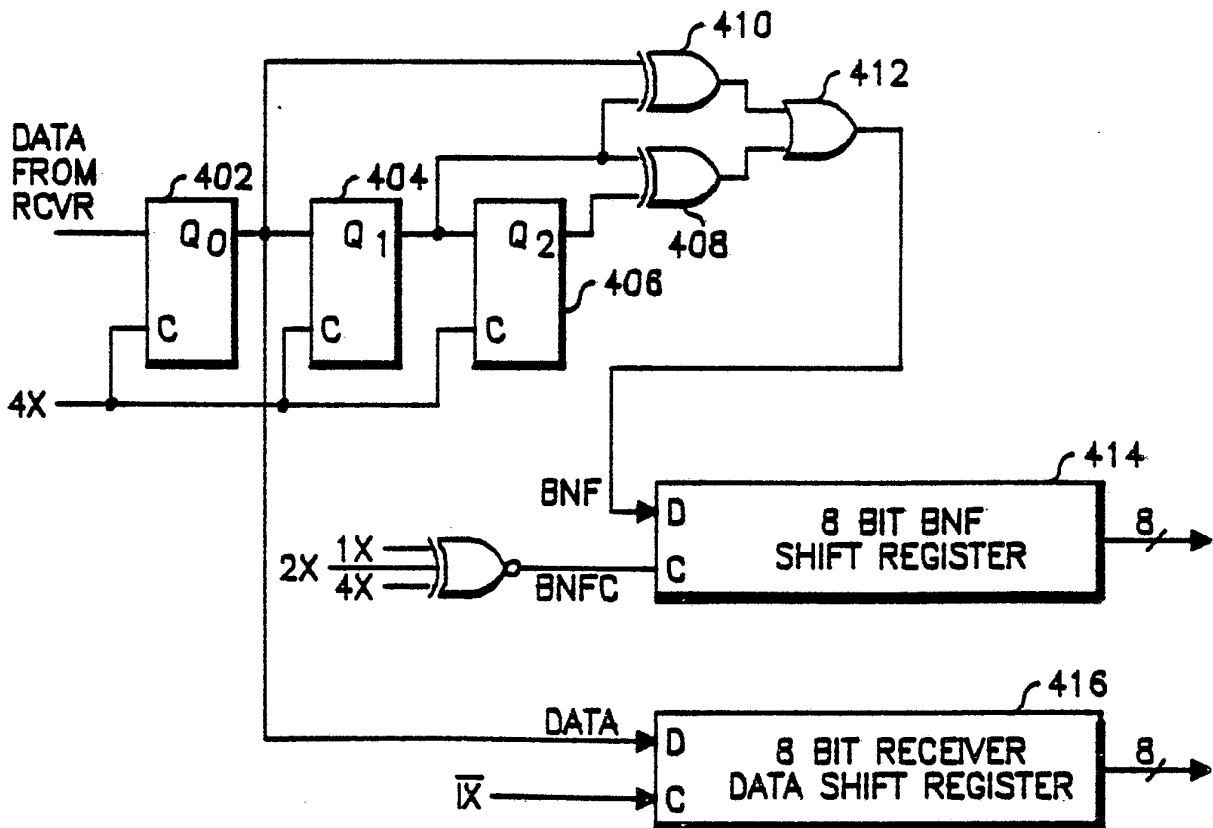 410
412
DATA
FROM
RCVR
402
404
408
Q0
Q1
Q2
406
C
C
C
4X
414
BNF
D
8 BIT BNF
SHIFT REGISTER
8
1X
2X
4X
BNFC
C
416
DATA
D
8 BIT RECEIVER
DATA SHIFT REGISTER
8
1X
C